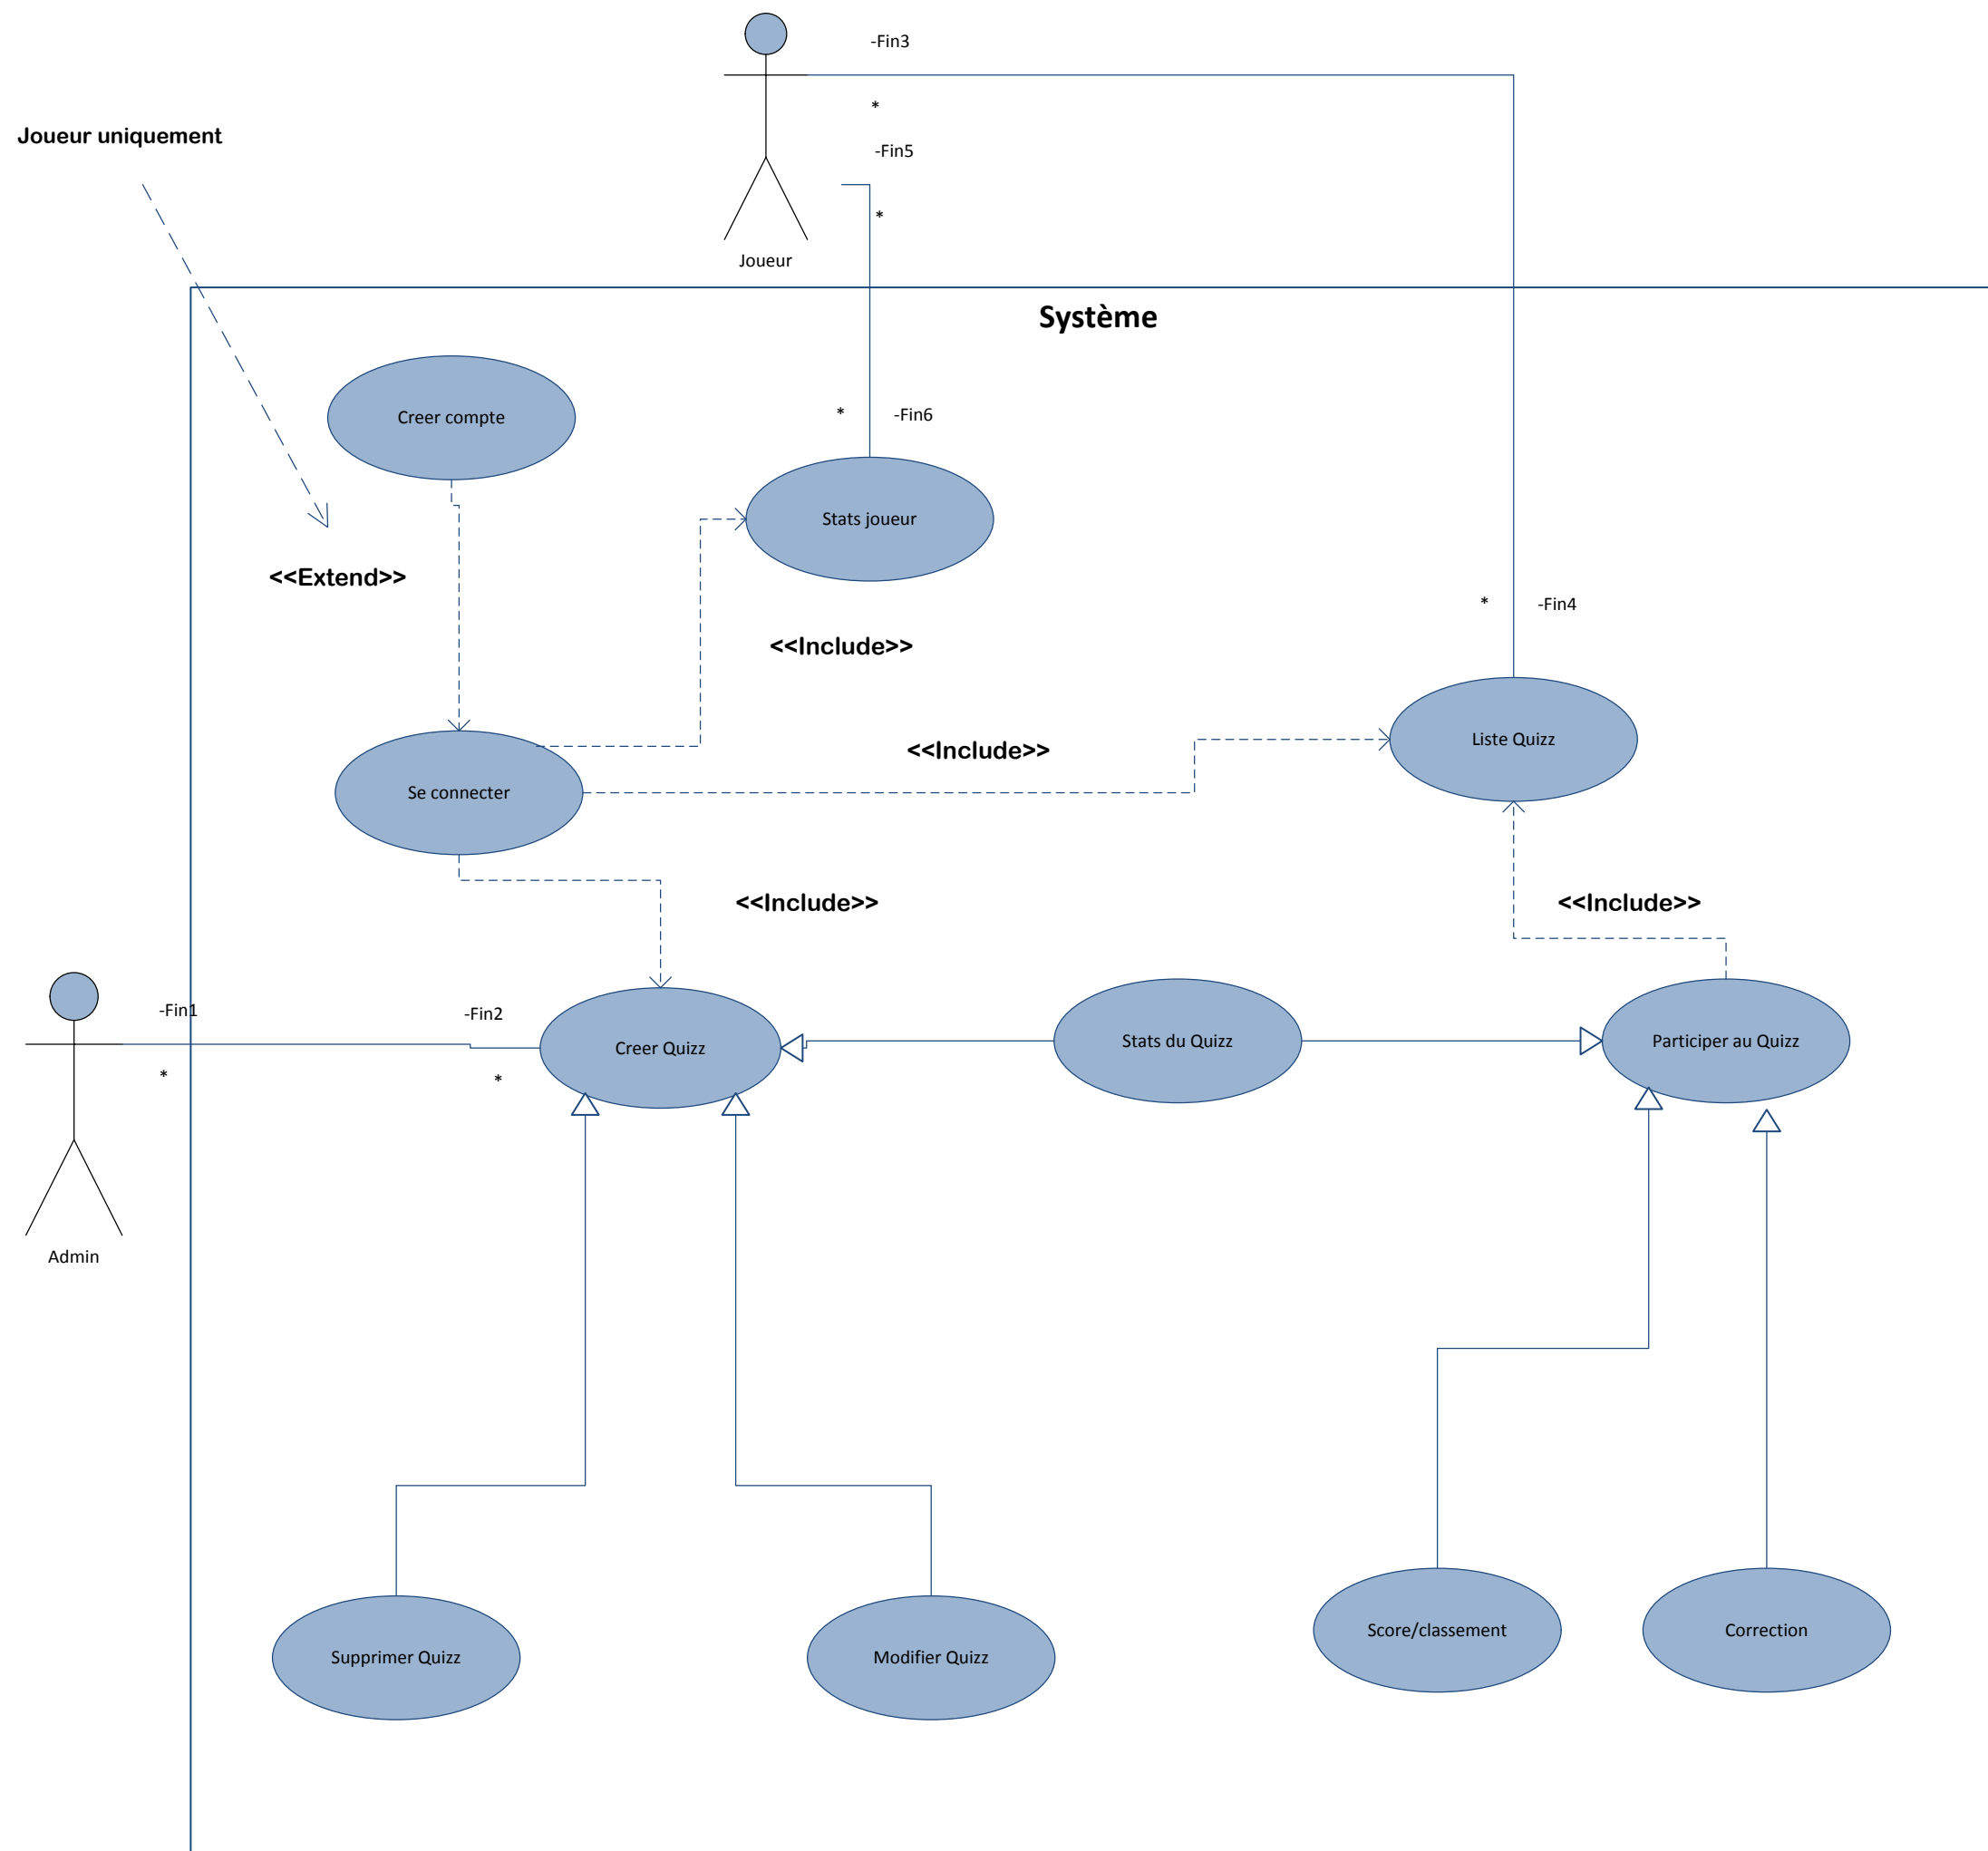 -Fin3
*
Joueur uniquement
-Fin5
*
Joueur
Système
Creer compte
*
-Fin6
Stats joueur
<<Extend>>
*
-Fin4
<<Include>>
Liste Quizz
<<Include>>
Se connecter
<<Include>>
<<Include>>
-Fin1
-Fin2
Creer Quizz
Stats du Quizz
Participer au Quizz
*
*
Admin
Score/classement
Correction
Supprimer Quizz
Modifier Quizz